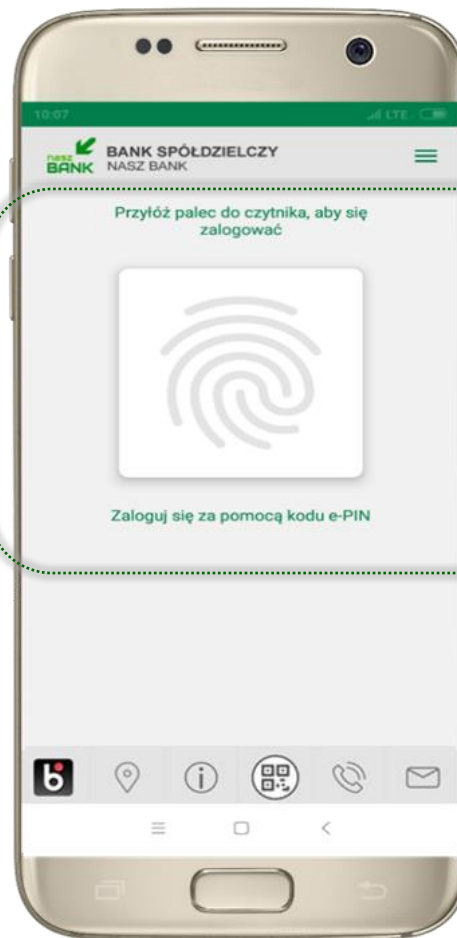 10:07
LTE
nasz
BANK
BANK SPÓŁDZIELCZY
NASZ BANK
Przyłóż palec do czytnika, aby się
zalogować
Zaloguj się za pomocą kodu e-PIN